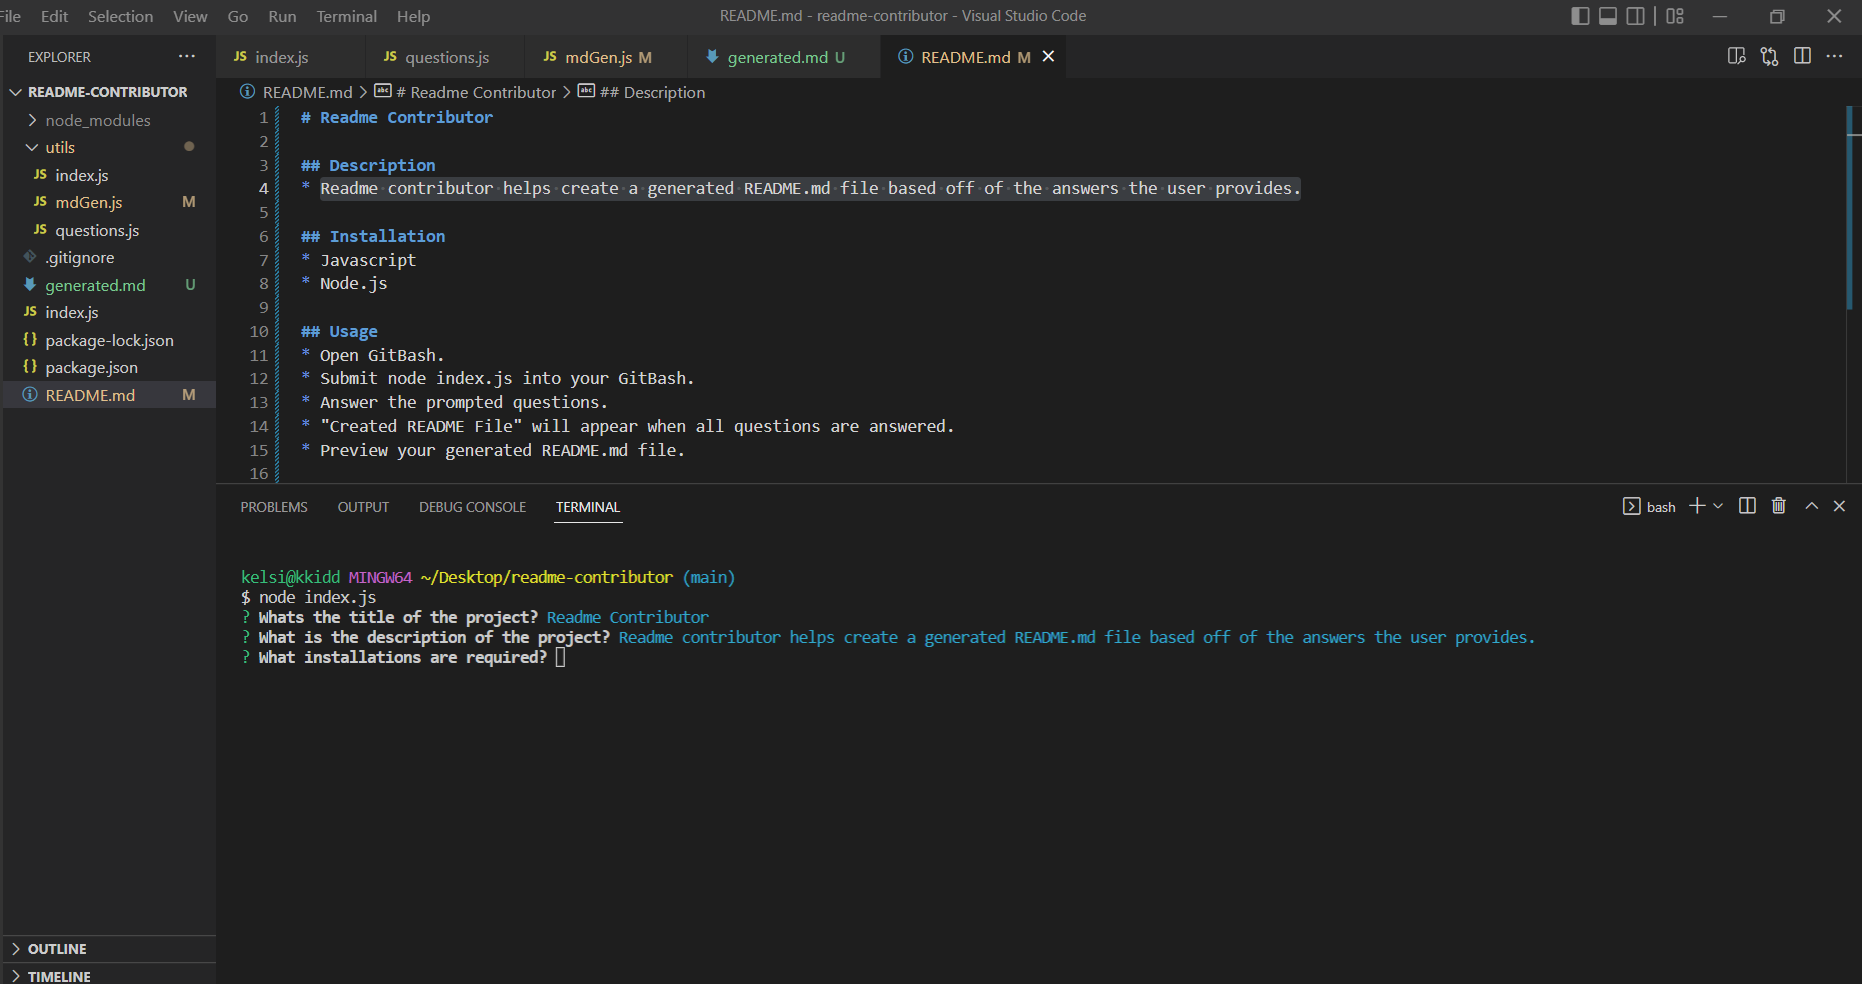 File Edit Selection View Go Run Terminal Help README.md - readme-contributor - Visual Studio Code
EXPLORER
JS index.js JS questions.js JS mdGen.js M generated.md U README.md M
README-CONTRIBUTOR
node_modules
utils
JS index.js
JS mdGen.js M
JS questions.js
.gitignore
generated.md U
JS index.js
{} package-lock.json
{} package.json
README.md M
OUTLINE
TIMELINE
README.md > abc # Readme Contributor > abc ## Description
1 # Readme Contributor
2
3 ## Description
4 * Readme contributor helps create a generated README.md file based off of the answers the user provides.
5
6 ## Installation
7 * Javascript
8 * Node.js
9
10 ## Usage
11 * Open GitBash.
12 * Submit node index.js into your GitBash.
13 * Answer the prompted questions.
14 * "Created README File" will appear when all questions are answered.
15 * Preview your generated README.md file.
16
PROBLEMS OUTPUT DEBUG CONSOLE TERMINAL bash
kelsi@kkidd MINGW64 ~/Desktop/readme-contributor (main)
$ node index.js
? Whats the title of the project? Readme Contributor
? What is the description of the project? Readme contributor helps create a generated README.md file based off of the answers the user provides.
? What installations are required?